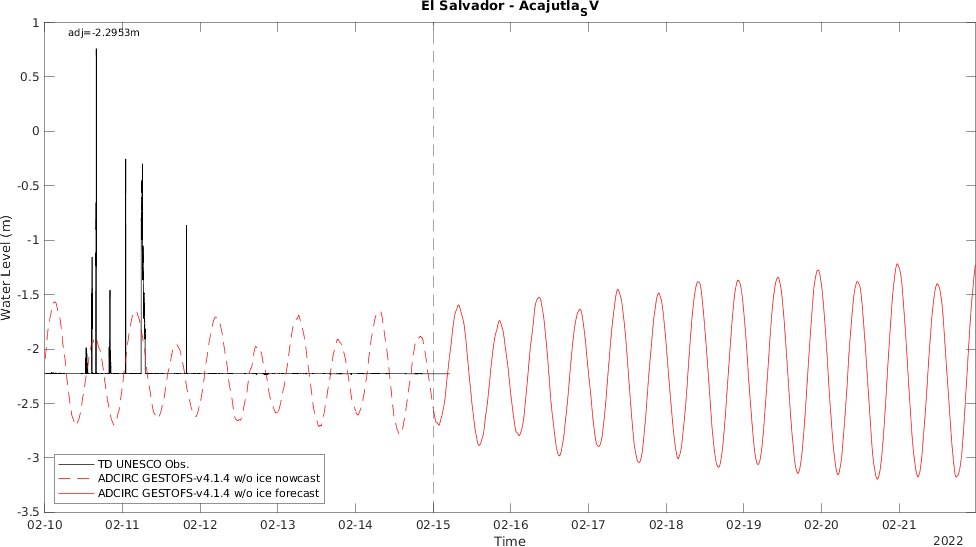 El Salvador - Acajutla_SV
adj=-2.2953m
1
0.5
0
-0.5
-1
-1.5
-2
-2.5
-3
-3.5
Water Level (m)
TD UNESCO Obs.
ADCIRC GESTOFS-v4.1.4 w/o ice nowcast
ADCIRC GESTOFS-v4.1.4 w/o ice forecast
02-10 02-11 02-12 02-13 02-14 02-15 02-16 02-17 02-18 02-19 02-20 02-21
Time
2022